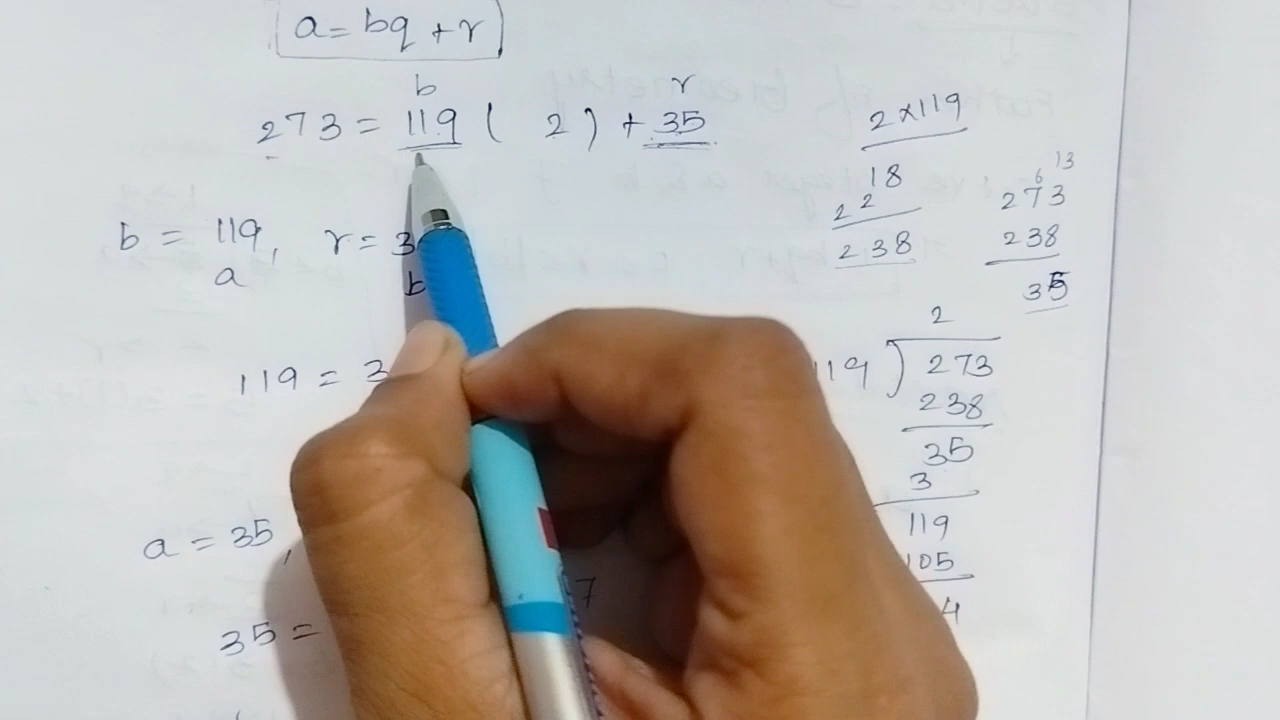 a = bq + r
b r
273 = 119 ( 2 ) + 35
b = 119, r = 3
a b
119 = 3
a = 35,
35 =
7
2 × 119
18
22
238
6 13
273
238
35
2
119 ) 273
238
35
3
119
105
4